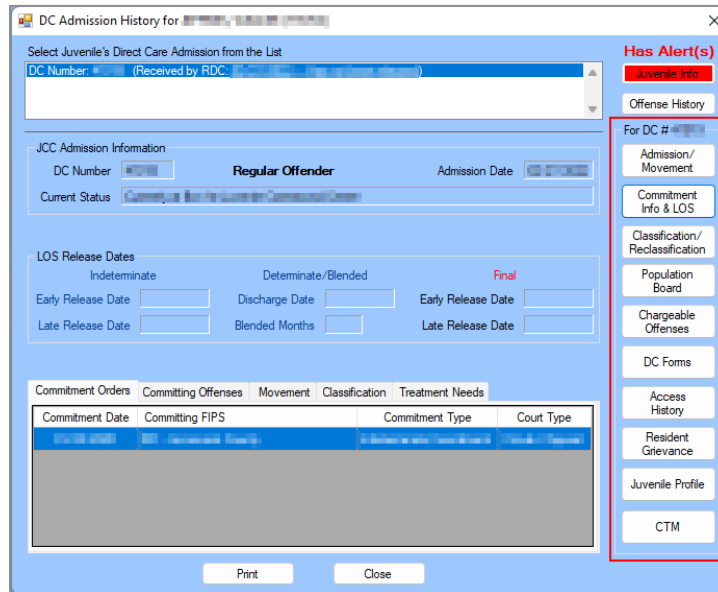 DC Admission History for
Select Juvenile's Direct Care Admission from the List
DC Number: (Received by RDC: )
Has Alert(s)
Juvenile Info
Offense History
For DC #
Admission/
Movement
Commitment
Info & LOS
Classification/
Reclassification
Population
Board
Chargeable
Offenses
DC Forms
Access
History
Resident
Grievance
Juvenile Profile
CTM
JCC Admission Information
DC Number Regular Offender Admission Date
Current Status
LOS Release Dates
Indeterminate Determinate/Blended Final
Early Release Date Discharge Date Early Release Date
Late Release Date Blended Months Late Release Date
Commitment Orders Committing Offenses Movement Classification Treatment Needs
Commitment Date Committing FIPS Commitment Type Court Type
Print Close